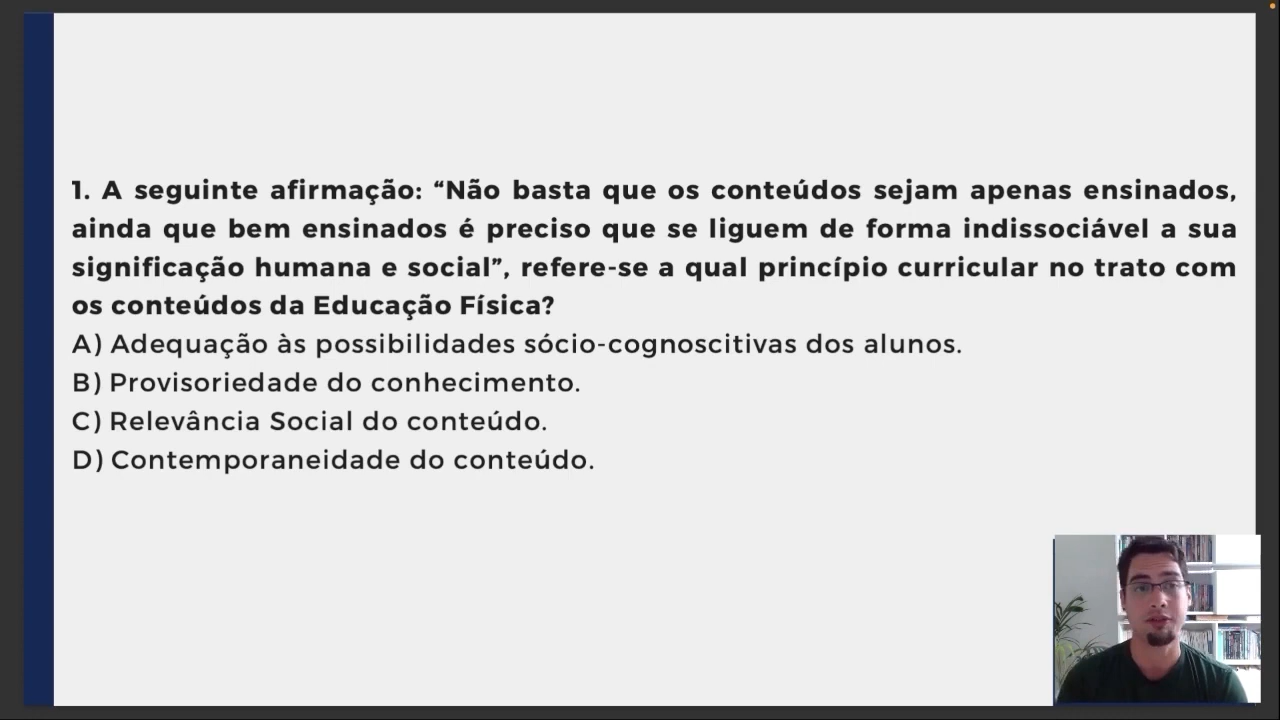 1. A seguinte afirmação: “Não basta que os conteúdos sejam apenas ensinados,
ainda que bem ensinados é preciso que se liguem de forma indissociável a sua
significação humana e social”, refere-se a qual princípio curricular no trato com
os conteúdos da Educação Física?
A) Adequação às possibilidades sócio-cognoscitivas dos alunos.
B) Provisoriedade do conhecimento.
C) Relevância Social do conteúdo.
D) Contemporaneidade do conteúdo.